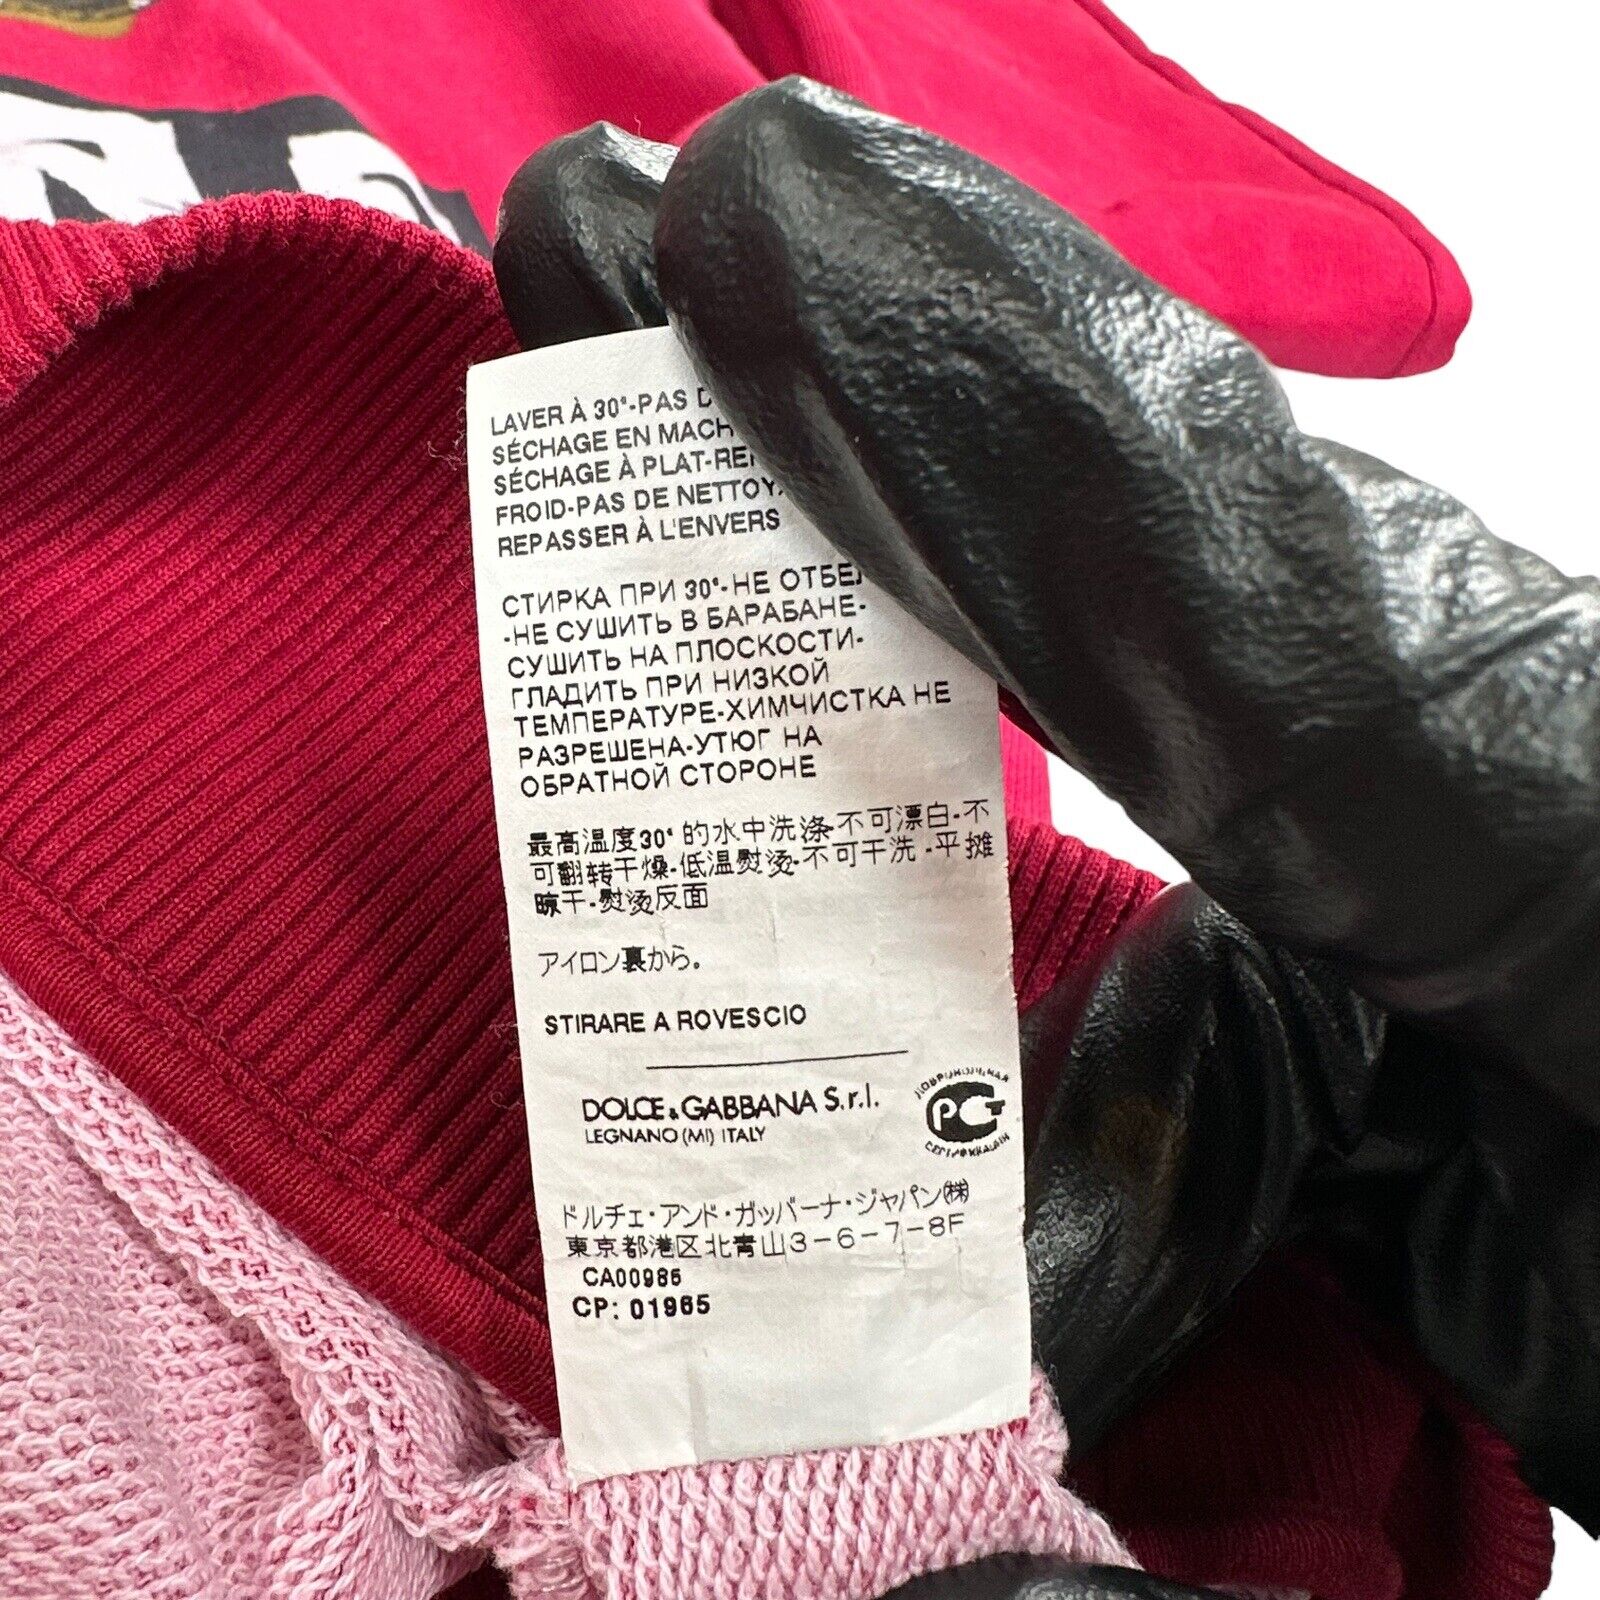 LAVER À 30°-PAS
SÉCHAGE EN
SÉCHAGE À PLAT-
FROID-PAS DE
REPASSER À L'ENVERS
СТИРКА ПРИ 30°-НЕ
-НЕ СУШИТЬ В БАРАБАНЕ-
СУШИТЬ НА ПЛОСКОСТИ-
ГЛАДИТЬ ПРИ НИЗКОЙ
ТЕМПЕРАТУРЕ-ХИМЧИСТКА НЕ
РАЗРЕШЕНА-УТЮГ НА
ОБРАТНОЙ СТОРОНЕ
最高温度30°的水中洗涤-不可漂白-不
可翻转干燥-低温熨烫-不可干洗-平摊
晾干-熨烫反面
アイロン裏から。
STIRARE A ROVESCIO
DOLCE & GABBANA S.r.l.
LEGNANO (MI) ITALY
ДОБРОВОЛЬНАЯ
РСТ
СЕРТИФИКАЦИЯ
ドルチェ・アンド・ガッバーナ・ジャパン㈱
東京都港区北青山3-6-7-8F
CA00986
CP: 01965